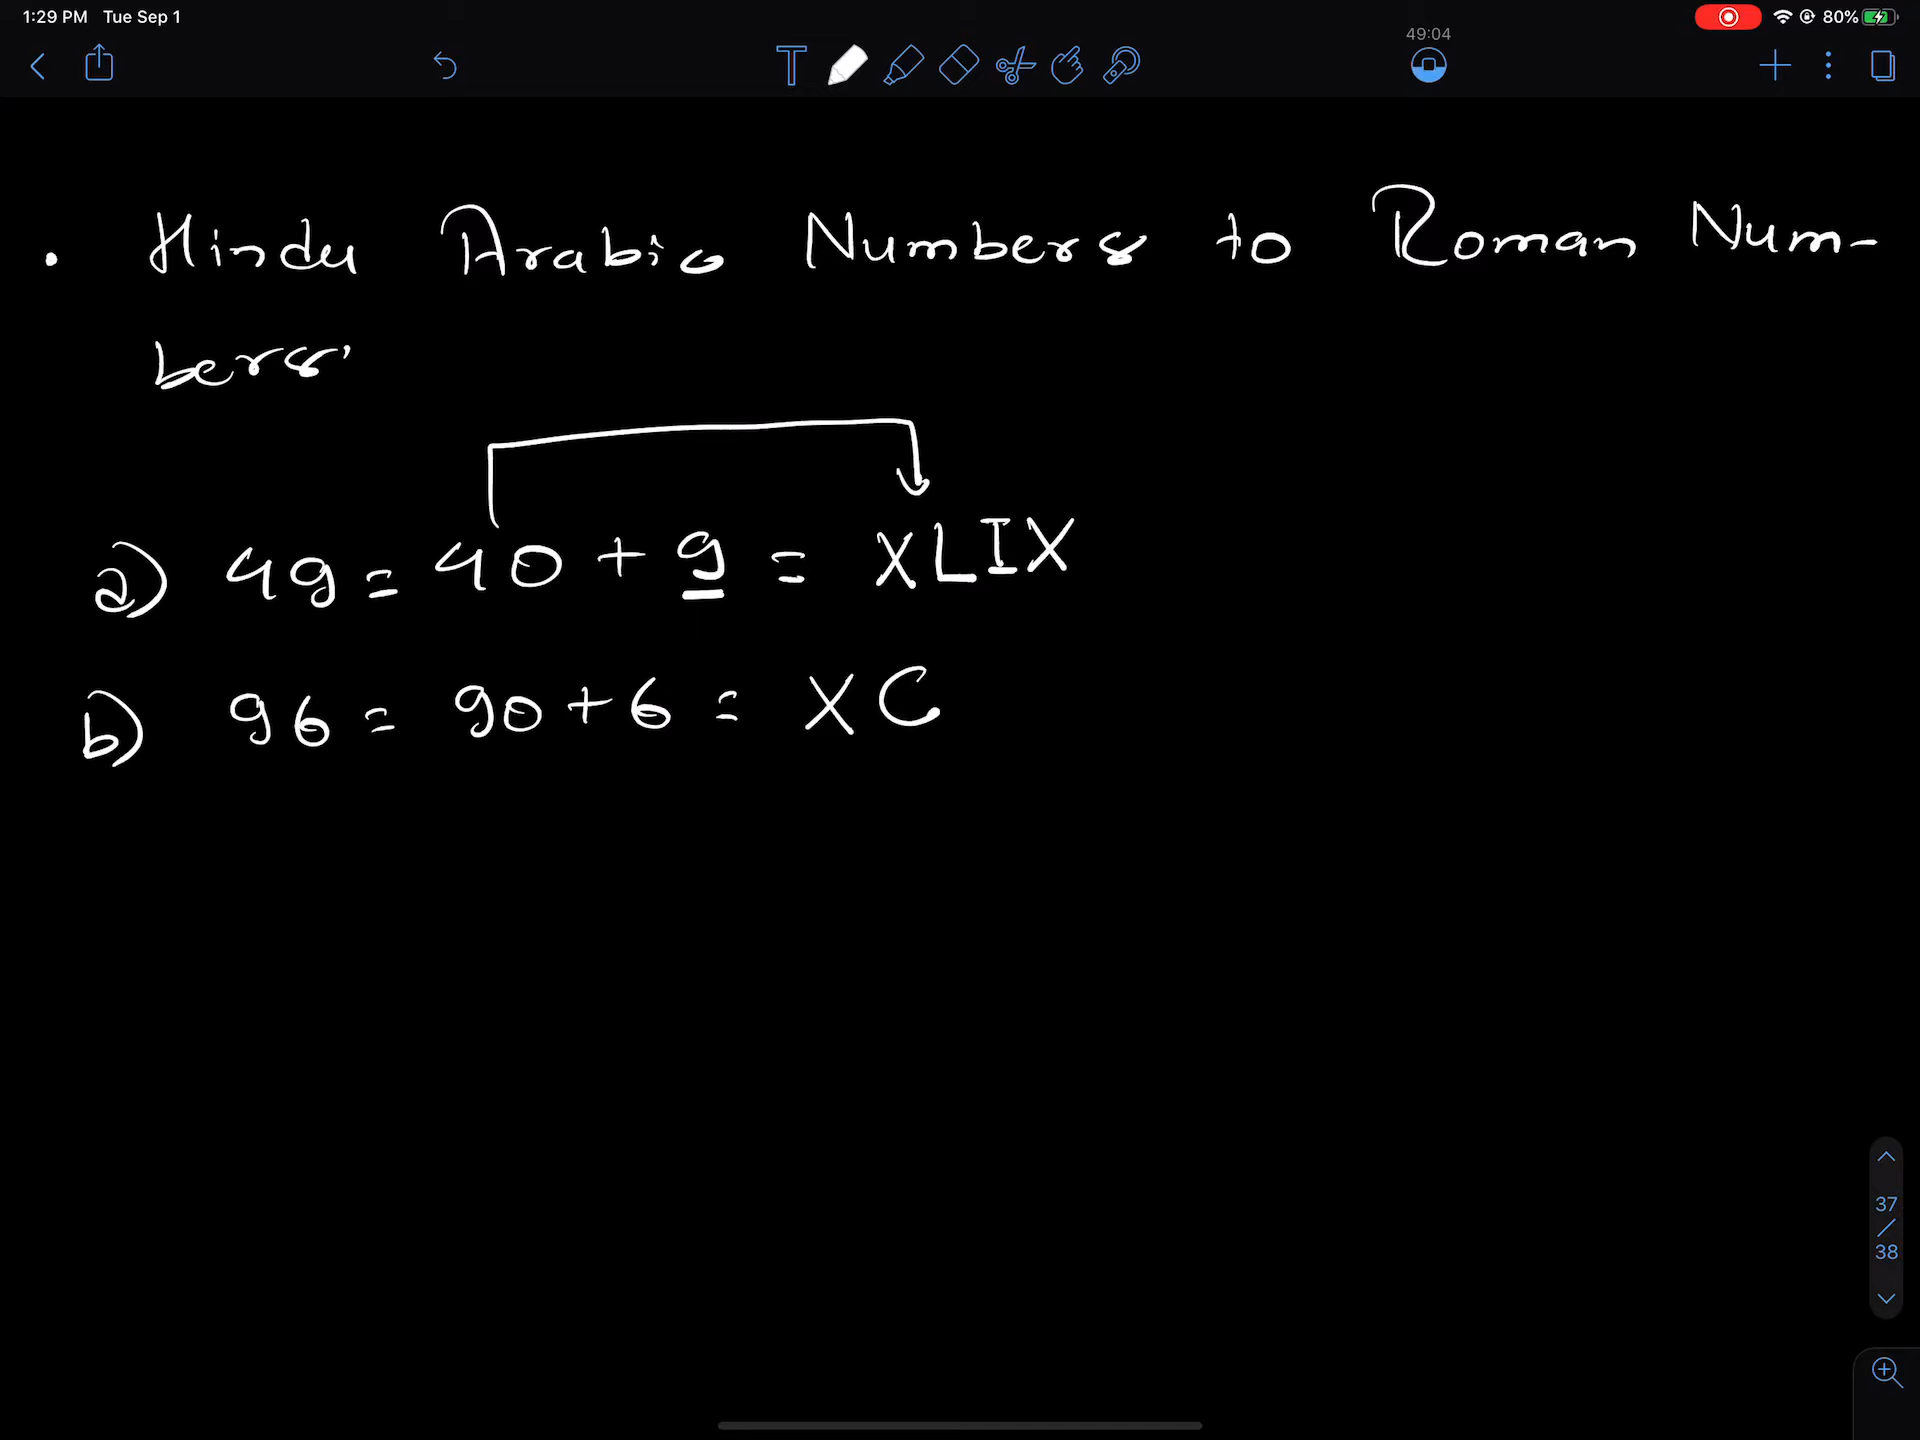 1:29 PM Tue Sep 1
80%
49:04
T
. Hindu Arabic Numbers to Roman Num-
bers.
a) 49 = 40 + 9 = XLIX
b) 96 = 90 + 6 = XC
37
/
38